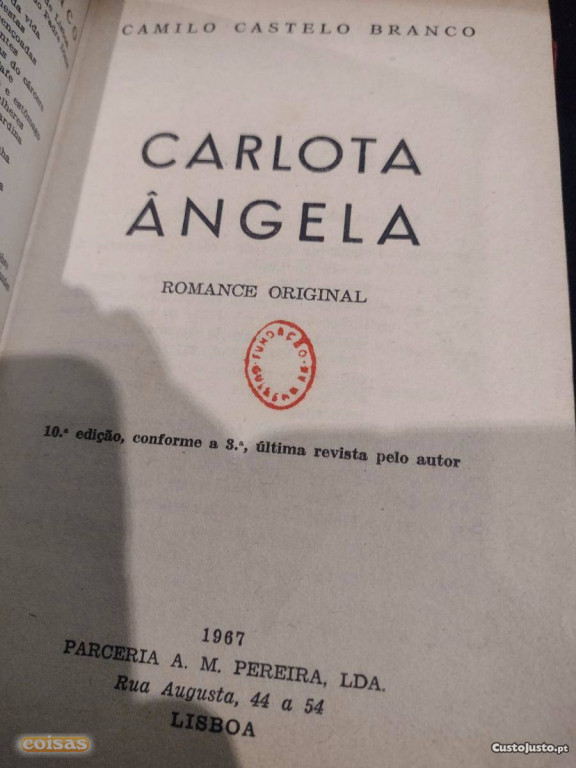 CAMILO CASTELO BRANCO
CARLOTA
ÂNGELA
ROMANCE ORIGINAL
FUNDAÇÃO
10.ª edição, conforme a 3.ª, última revista pelo autor
1967
PARCERIA A. M. PEREIRA, LDA.
Rua Augusta, 44 a 54
LISBOA
coisas
CustoJusto.pt